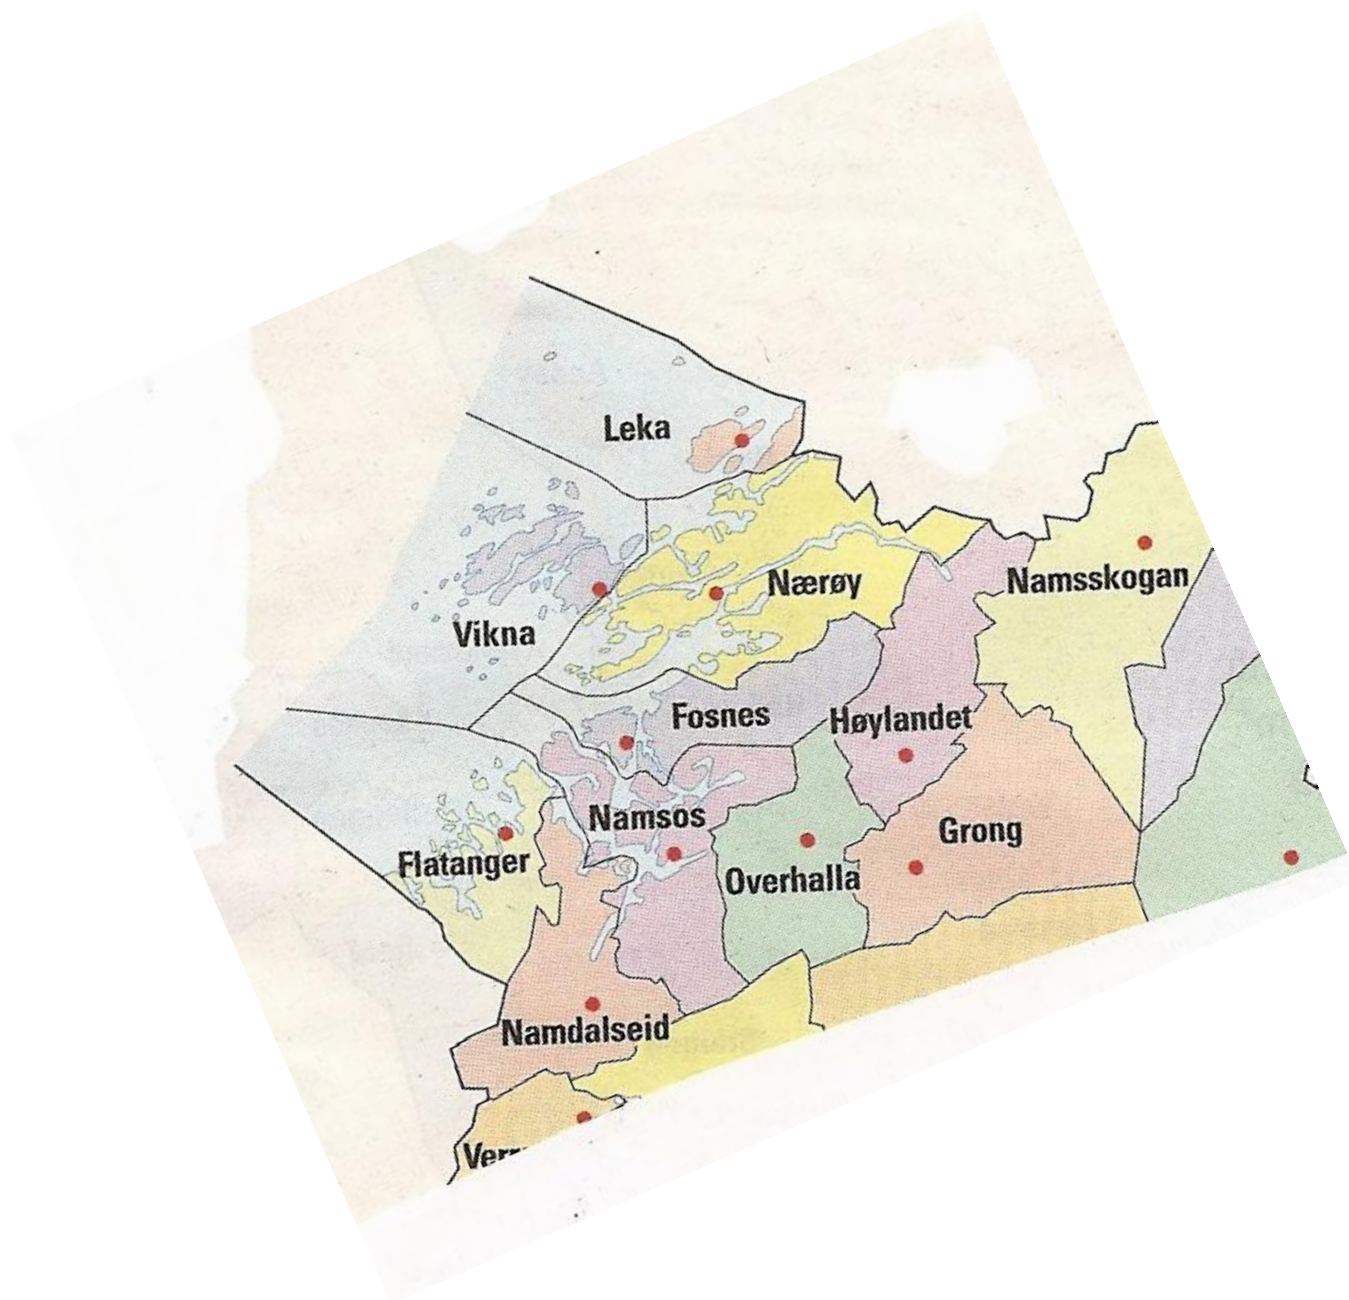 Leka
Nærøy
Namsskogan
Vikna
Fosnes
Høylandet
Namsos
Grong
Flatanger
Overhalla
Namdalseid